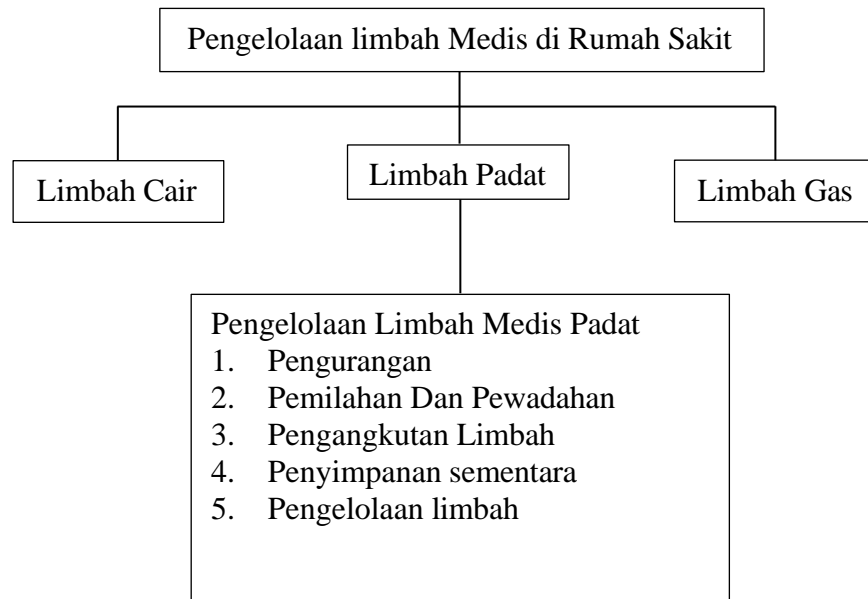 Pengelolaan limbah Medis di Rumah Sakit
Limbah Cair
Limbah Padat
Limbah Gas
Pengelolaan Limbah Medis Padat
1. Pengurangan
2. Pemilahan Dan Pewadahan
3. Pengangkutan Limbah
4. Penyimpanan sementara
5. Pengelolaan limbah